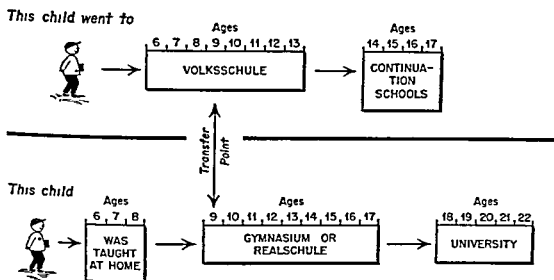 This child went to
Ages
6, 7, 8, 9, 10, 11, 12, 13
VOLKSSCHULE
Ages
14, 15, 16, 17
CONTINUA-
TION
SCHOOLS
Transfer
Point
This child
Ages
6, 7, 8
WAS
TAUGHT
AT HOME
Ages
9, 10, 11, 12, 13, 14, 15, 16, 17
GYMNASIUM OR
REALSCHULE
Ages
18, 19, 20, 21, 22
UNIVERSITY